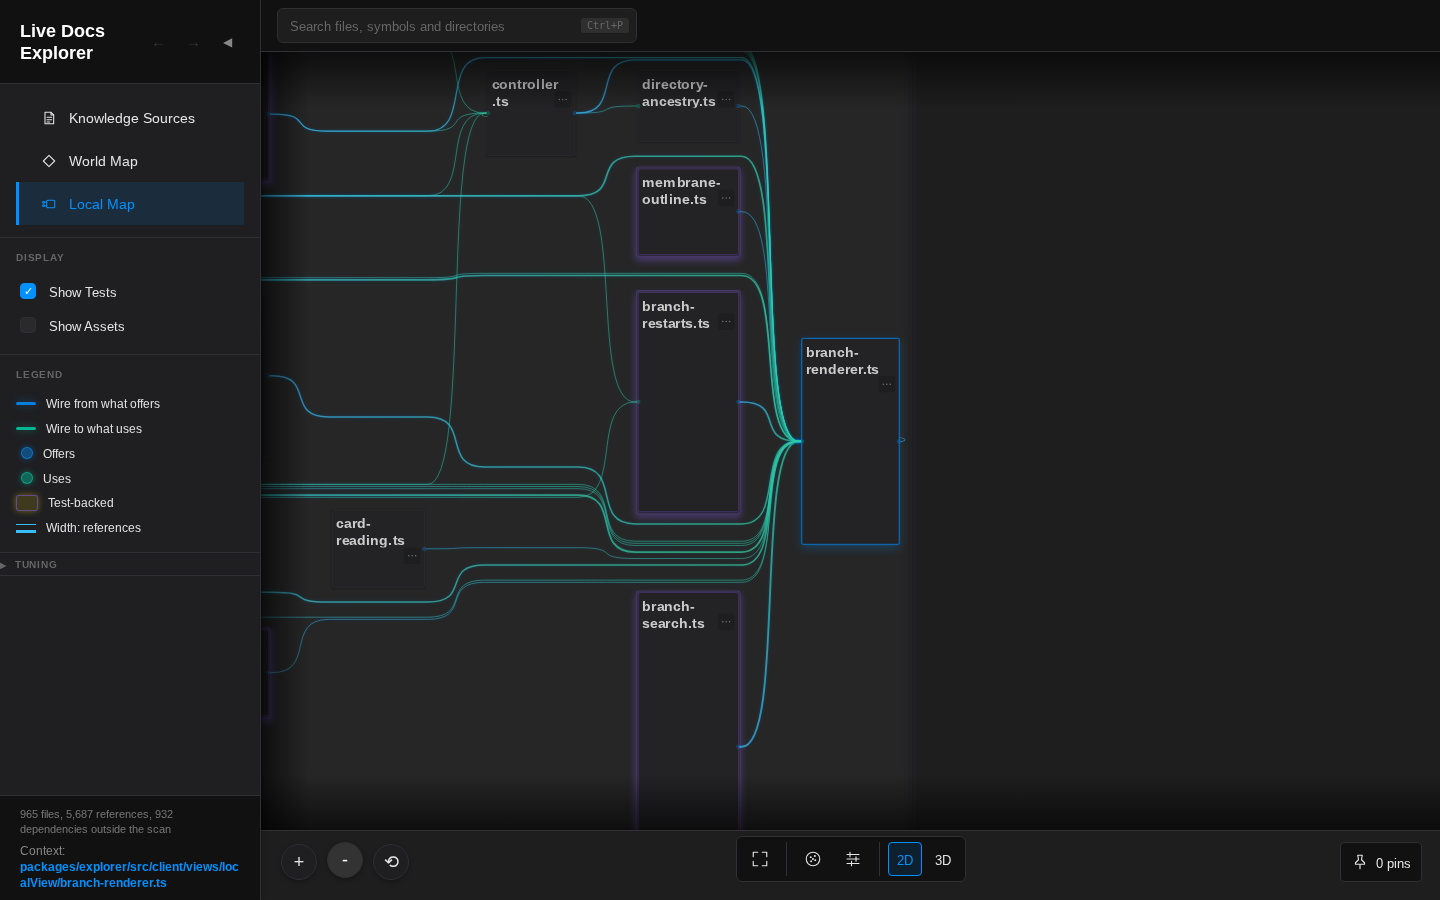 Live Docs
Explorer
← → ◀
Search files, symbols and directories
Ctrl+P
Knowledge Sources
World Map
Local Map
DISPLAY
✓ Show Tests
Show Assets
LEGEND
Wire from what offers
Wire to what uses
Offers
Uses
Test-backed
Width: references
▶ TUNING
965 files, 5,687 references, 932
dependencies outside the scan
Context:
packages/explorer/src/client/views/loc
alView/branch-renderer.ts
controller
.ts
...
directory-
ancestry.ts
...
membrane-
outline.ts
...
branch-
restarts.ts
...
branch-
renderer.ts
...
card-
reading.ts
...
branch-
search.ts
...
+
-
⟲
2D
3D
0 pins